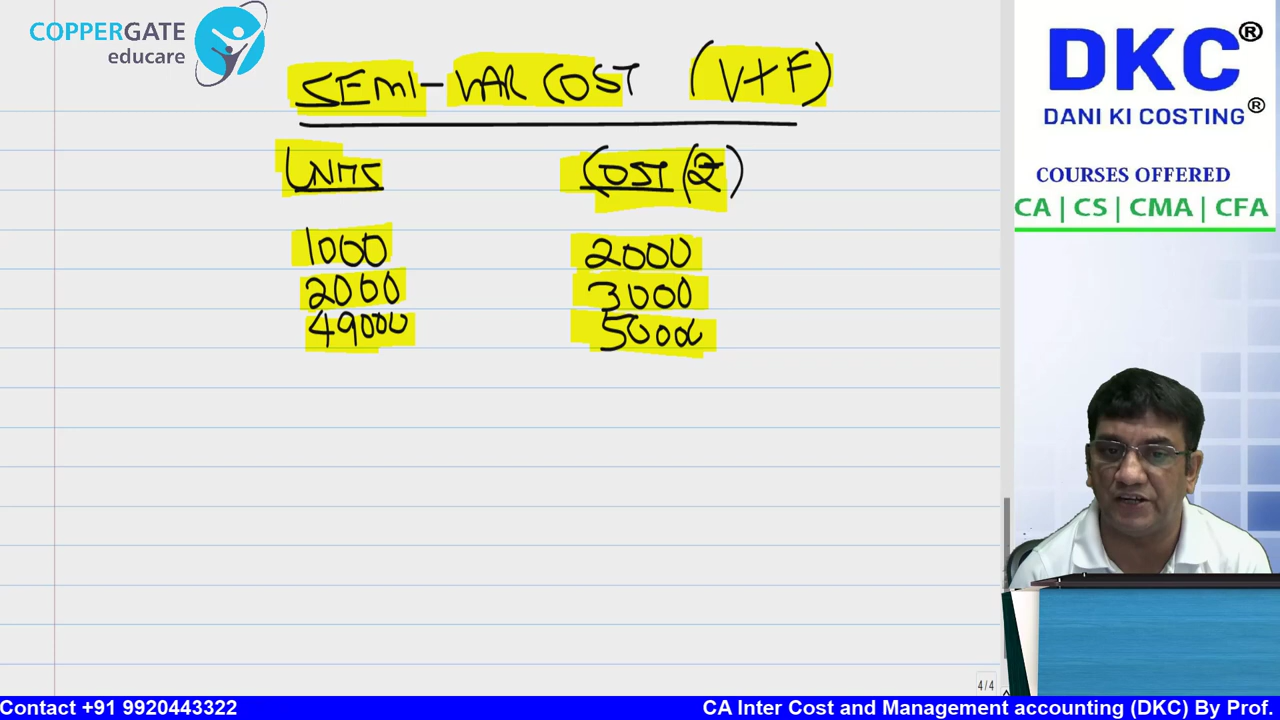 COPPERGATE
educare
SEMI-VAR COST (V+F)
UNITS COST (₹)
1000 2000
2000 3000
49000 5000
DKC®
DANI KI COSTING®
COURSES OFFERED
CA | CS | CMA | CFA
4/4
Contact +91 9920443322 CA Inter Cost and Management accounting (DKC) By Prof.